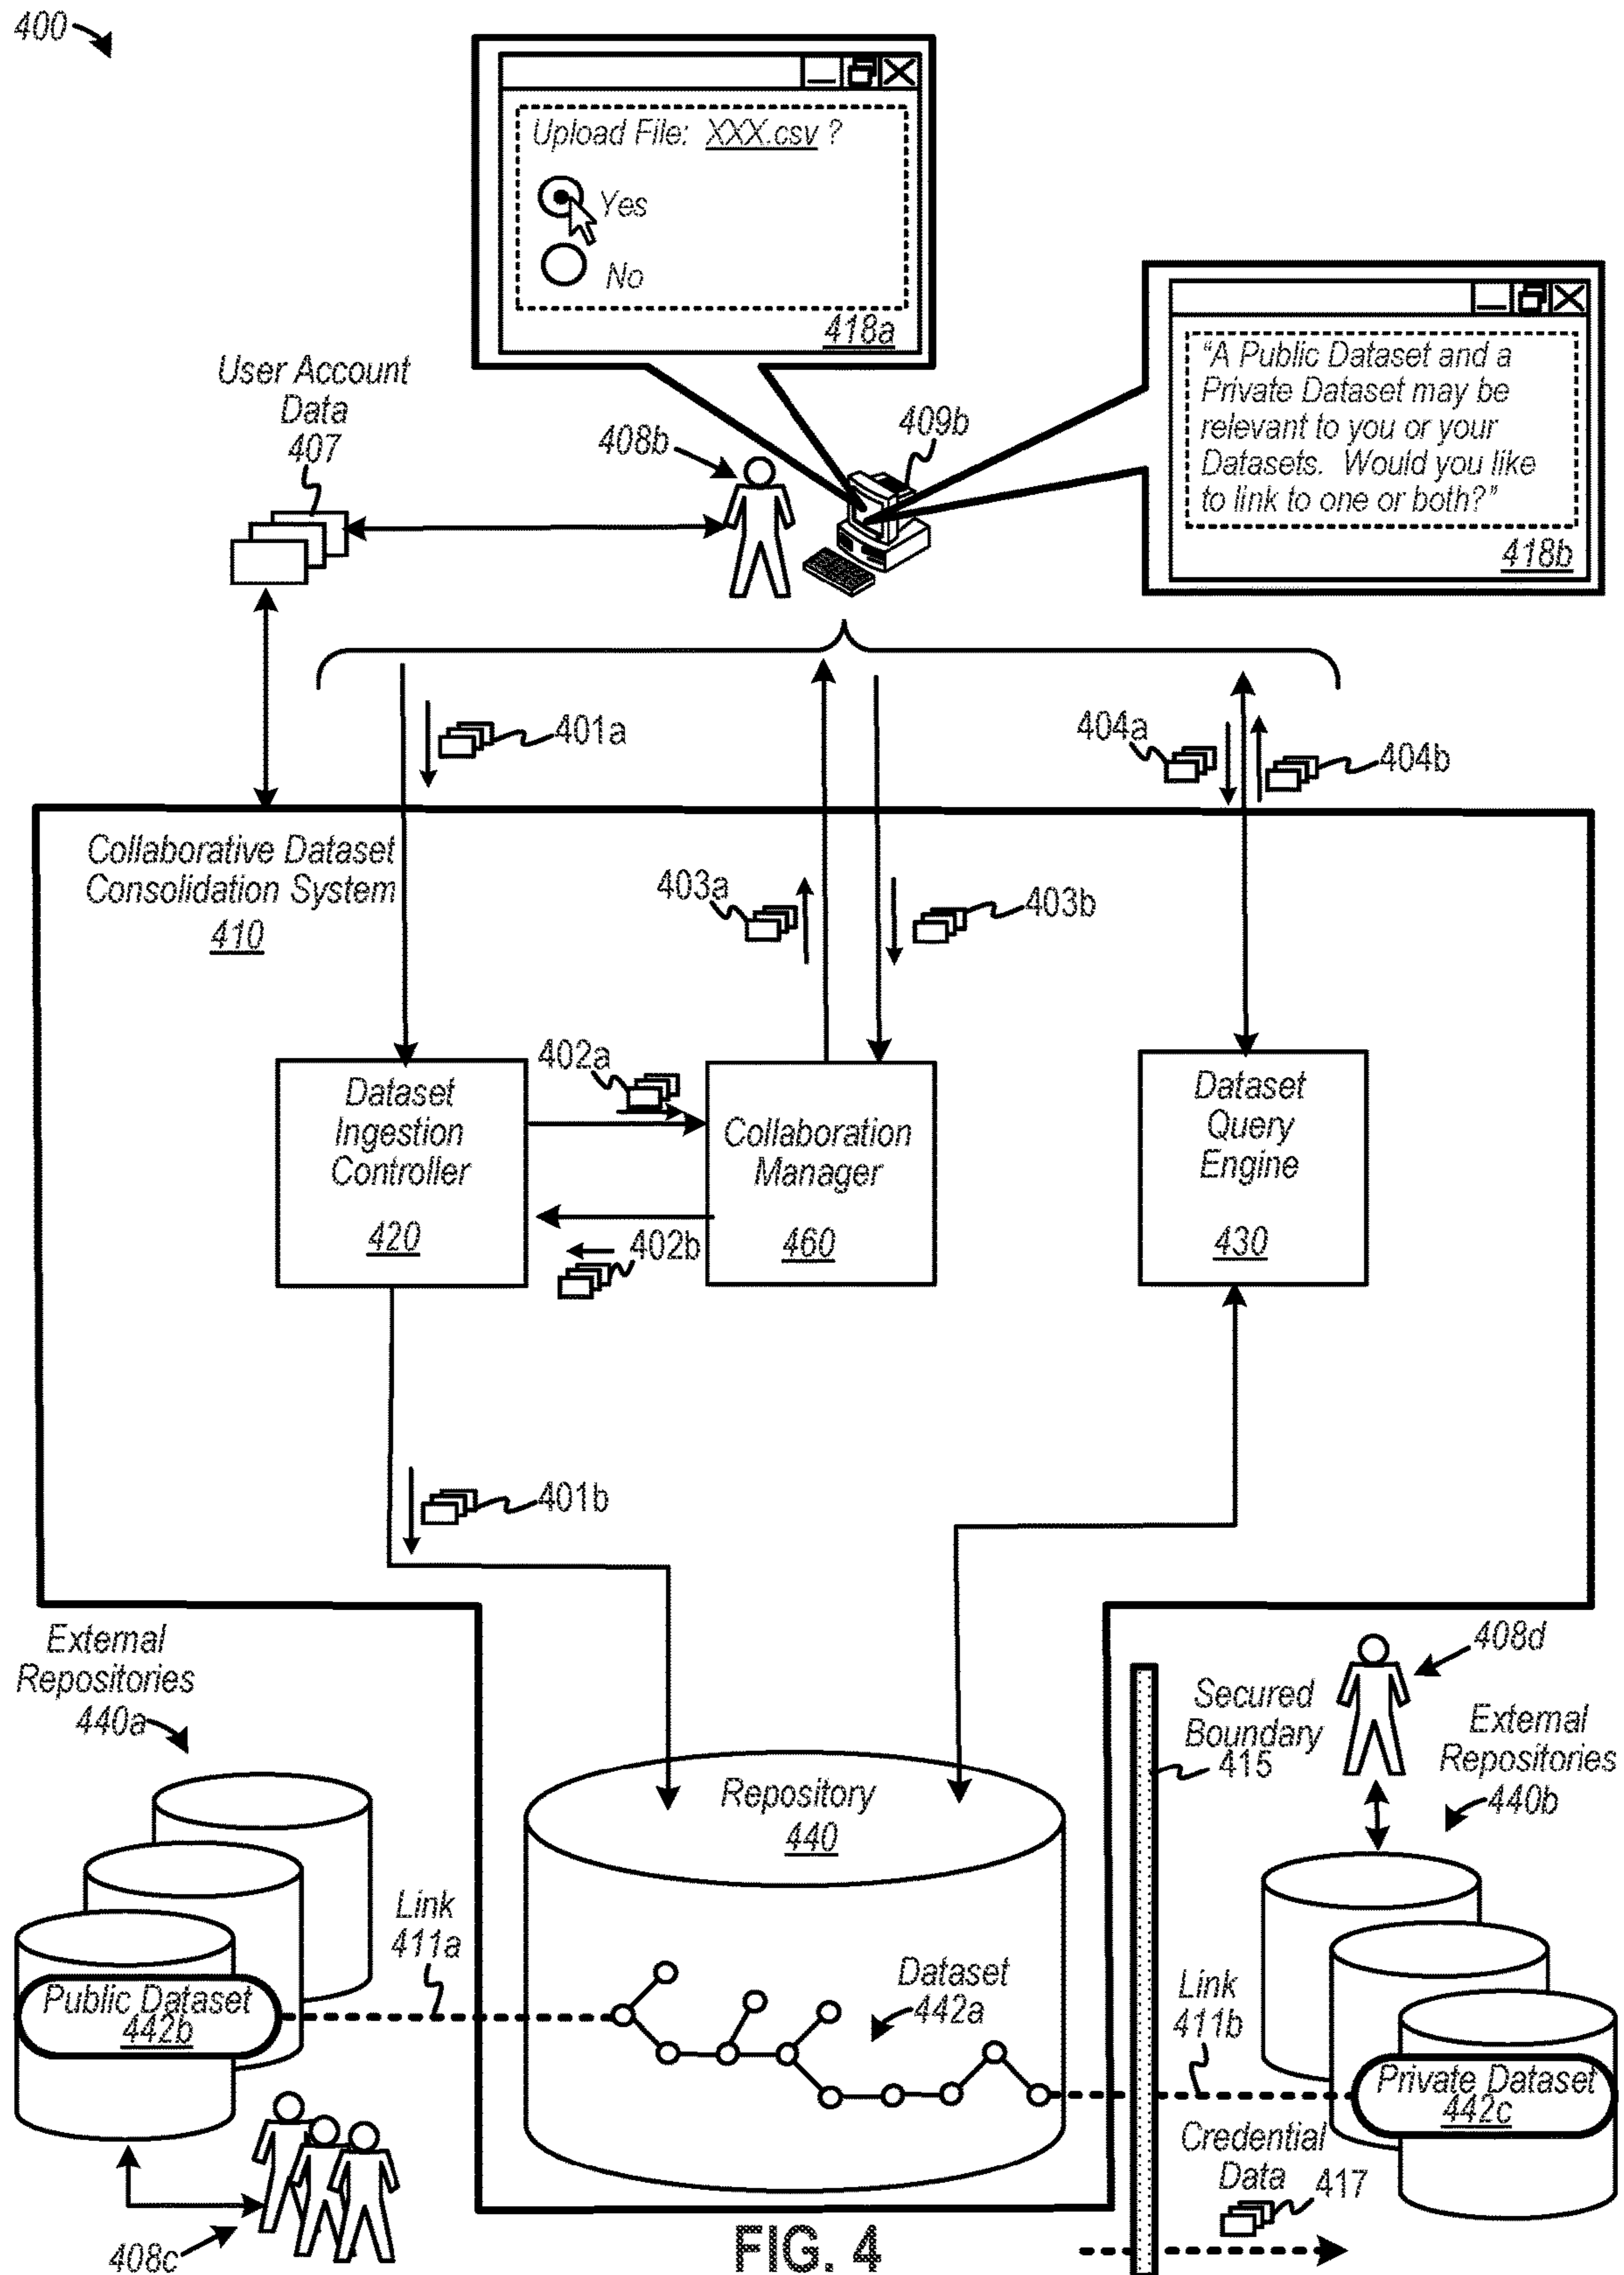 400
Upload File: XXX.csv ?
Yes
No
418a
"A Public Dataset and a
Private Dataset may be
relevant to you or your
Datasets. Would you like
to link to one or both?"
418b
User Account
Data
407
408b
409b
401a
404a
404b
Collaborative Dataset
Consolidation System
410
403a
403b
402a
Dataset
Ingestion
Controller
420
Collaboration
Manager
460
Dataset
Query
Engine
430
402b
401b
External
Repositories
440a
408d
Secured
Boundary
415
External
Repositories
440b
Repository
440
Link
411a
Dataset
442a
Link
411b
Public Dataset
442b
Private Dataset
442c
Credential
Data
417
408c
FIG. 4